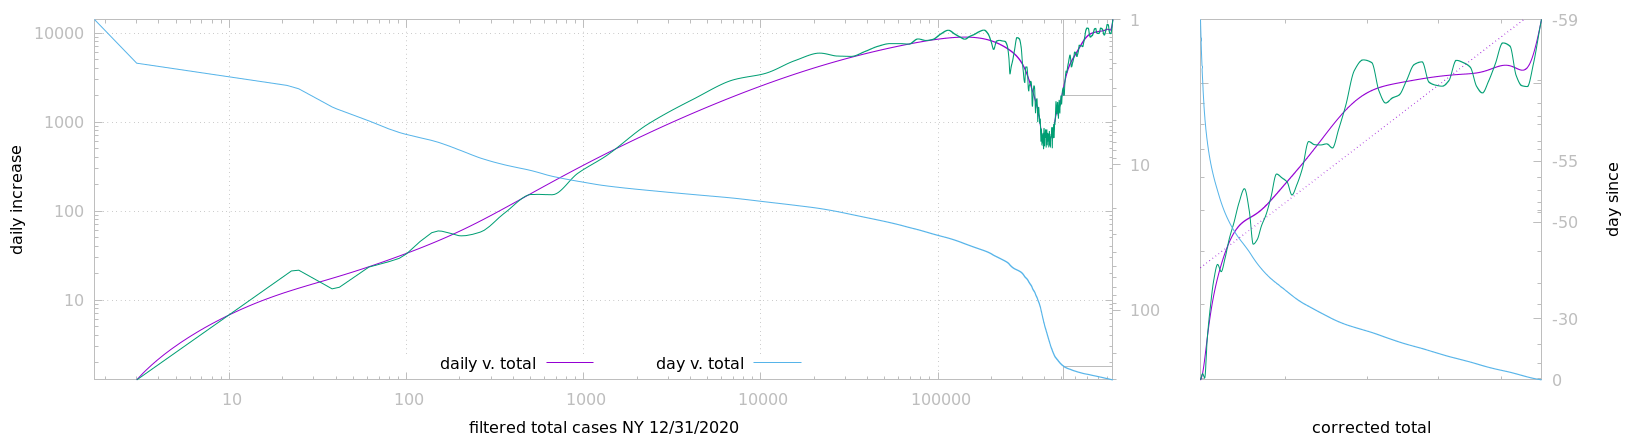 10000
1000
100
10
daily increase
10
100
1000
10000
100000
filtered total cases NY 12/31/2020
daily v. total
day v. total
1
10
100
-59
-55
-50
-30
0
day since
corrected total